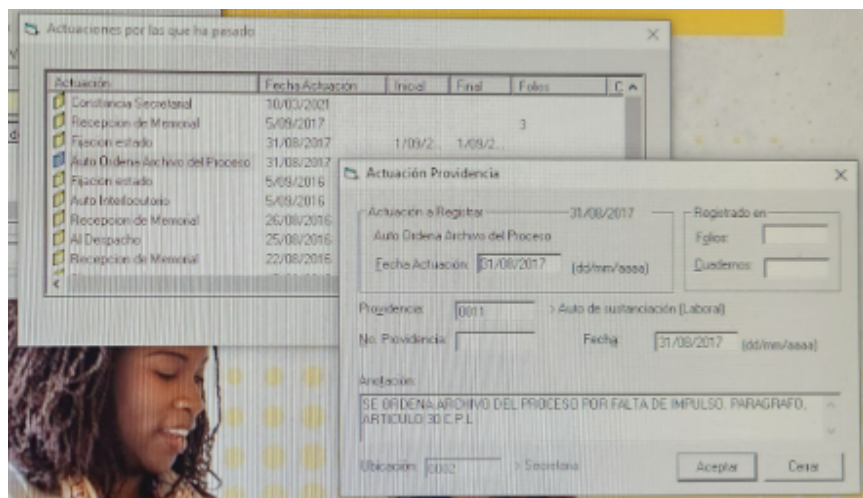 Actuaciones por las que ha pasado
Actuación Fecha Actuación Inicial Final Folios C
Constancia Secretarial 10/03/2021
Recepcion de Memorial 5/09/2017 3
Fijacion estado 31/08/2017 1/09/2... 1/09/2...
Auto Ordena Archivo del Proceso 31/08/2017
Fijacion estado 5/09/2016
Auto Interlocutorio 5/09/2016
Recepcion de Memorial 26/08/2016
Al Despacho 25/08/2016
Recepcion de Memorial 22/08/2016
Actuación Providencia
Actuación a Registrar 31/08/2017
Auto Ordena Archivo del Proceso
Fecha Actuación: 31/08/2017 (dd/mm/aaaa)
Registrado en
Folios:
Cuadernos:
Providencia: 0011 > Auto de sustanciación (Laboral)
No. Providencia: Fecha: 31/08/2017 (dd/mm/aaaa)
Anotación:
SE ORDENA ARCHIVO DEL PROCESO POR FALTA DE IMPULSO. PARAGRAFO,
ARTICULO 30 C.P.L
Ubicación: 0002 > Secretaria
Aceptar Cerrar